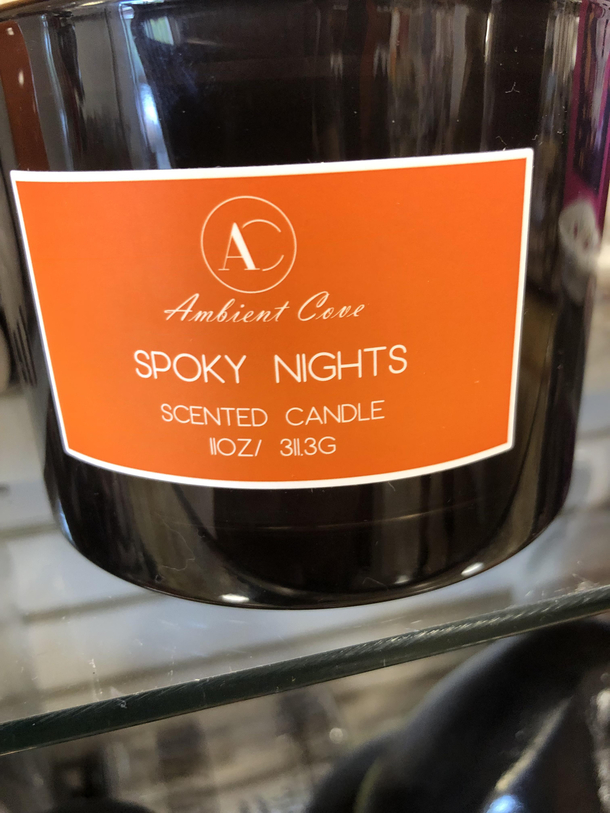 AC
Ambient Cove
SPOKY NIGHTS
SCENTED CANDLE
11OZ/ 311.3G